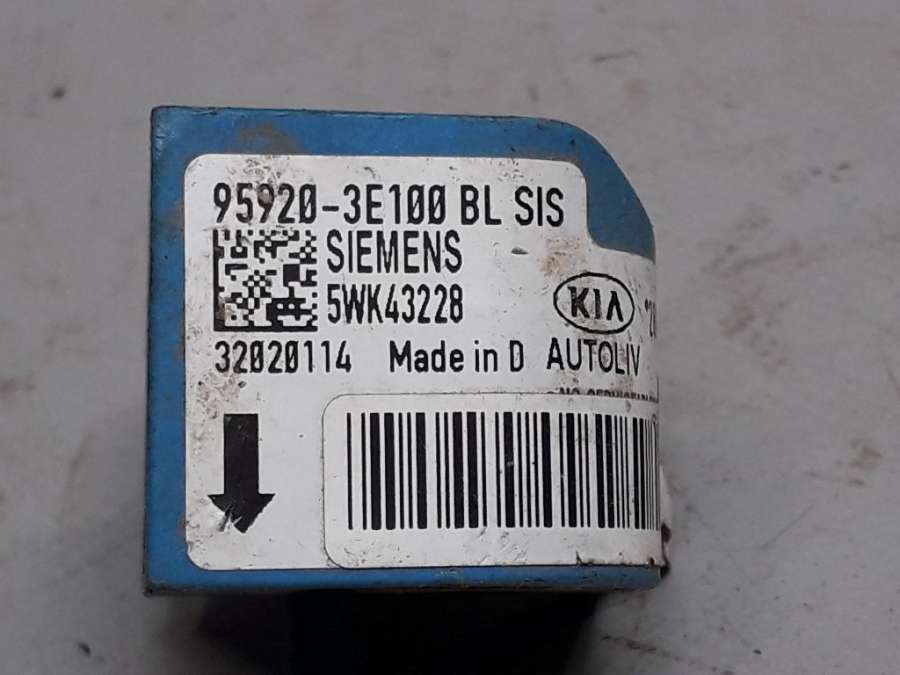 95920-3E100 BL SIS
SIEMENS
5WK43228
KIA
32020114 Made in D AUTOLIV